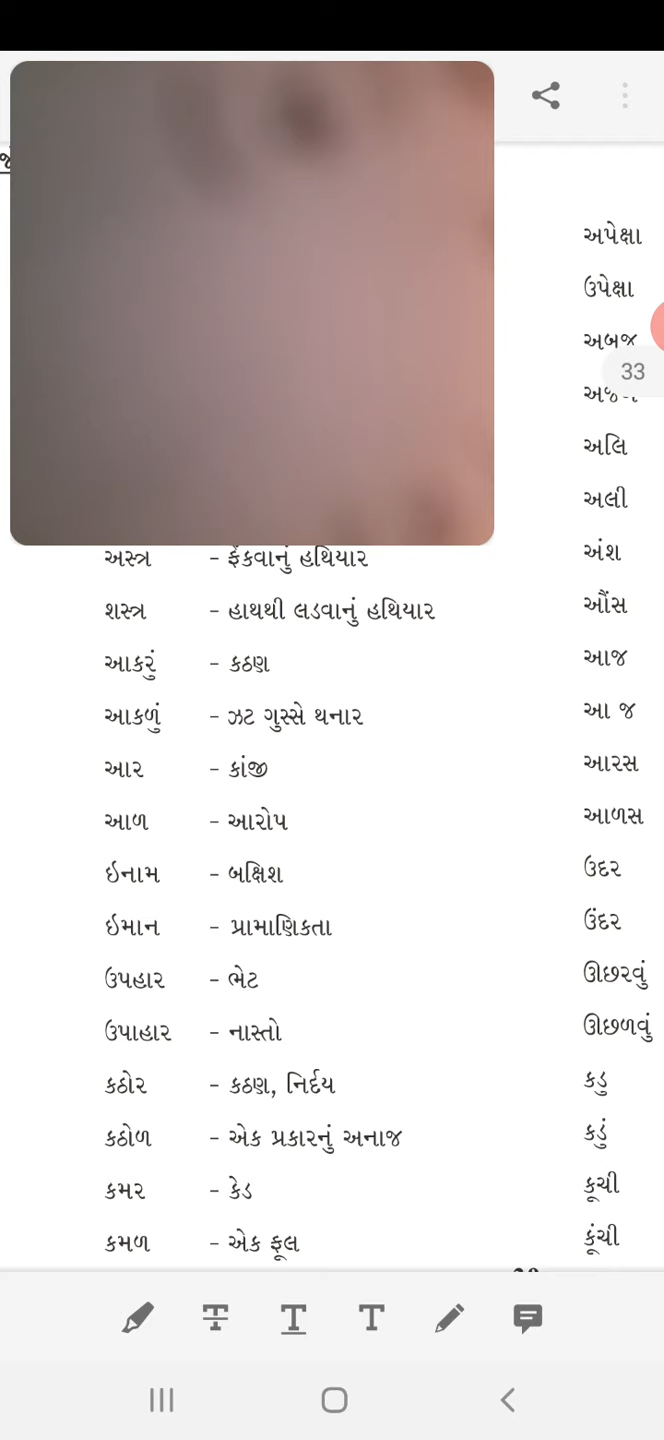 અસ્ત્ર - ફેંકવાનું હથિયાર
શસ્ત્ર - હાથથી લડવાનું હથિયાર
આકરું - કઠણ
આકળું - ઝટ ગુસ્સે થનાર
આર - કાંજી
આળ - આરોપ
ઇનામ - બક્ષિશ
ઇમાન - પ્રામાણિકતા
ઉપહાર - ભેટ
ઉપાહાર - નાસ્તો
કઠોર - કઠણ, નિર્દય
કઠોળ - એક પ્રકારનું અનાજ
કમર - કેડ
કમળ - એક ફૂલ
અપેક્ષા
ઉપેક્ષા
અબજ
33
અલિ
અલી
અંશ
ઔંસ
આજ
આ જ
આરસ
આળસ
ઉદર
ઉંદર
ઊછરવું
ઊછળવું
કડુ
કડું
કૂચી
કૂંચી